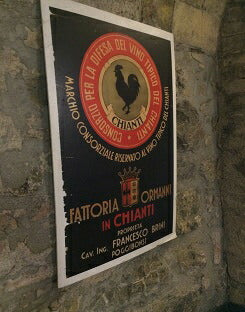 CONSORZIO PER LA DIFESA DEL VINO TIPICO DEL CHIANTI
CHIANTI
MARCHIO CONSORZIALE RISERVATO AL VINO TIPICO DEL CHIANTI
FATTORIA ORMANNI
IN CHIANTI
PROPRIETÀ
CAV. ING. FRANCESCO BRINI
POGGIBONSI